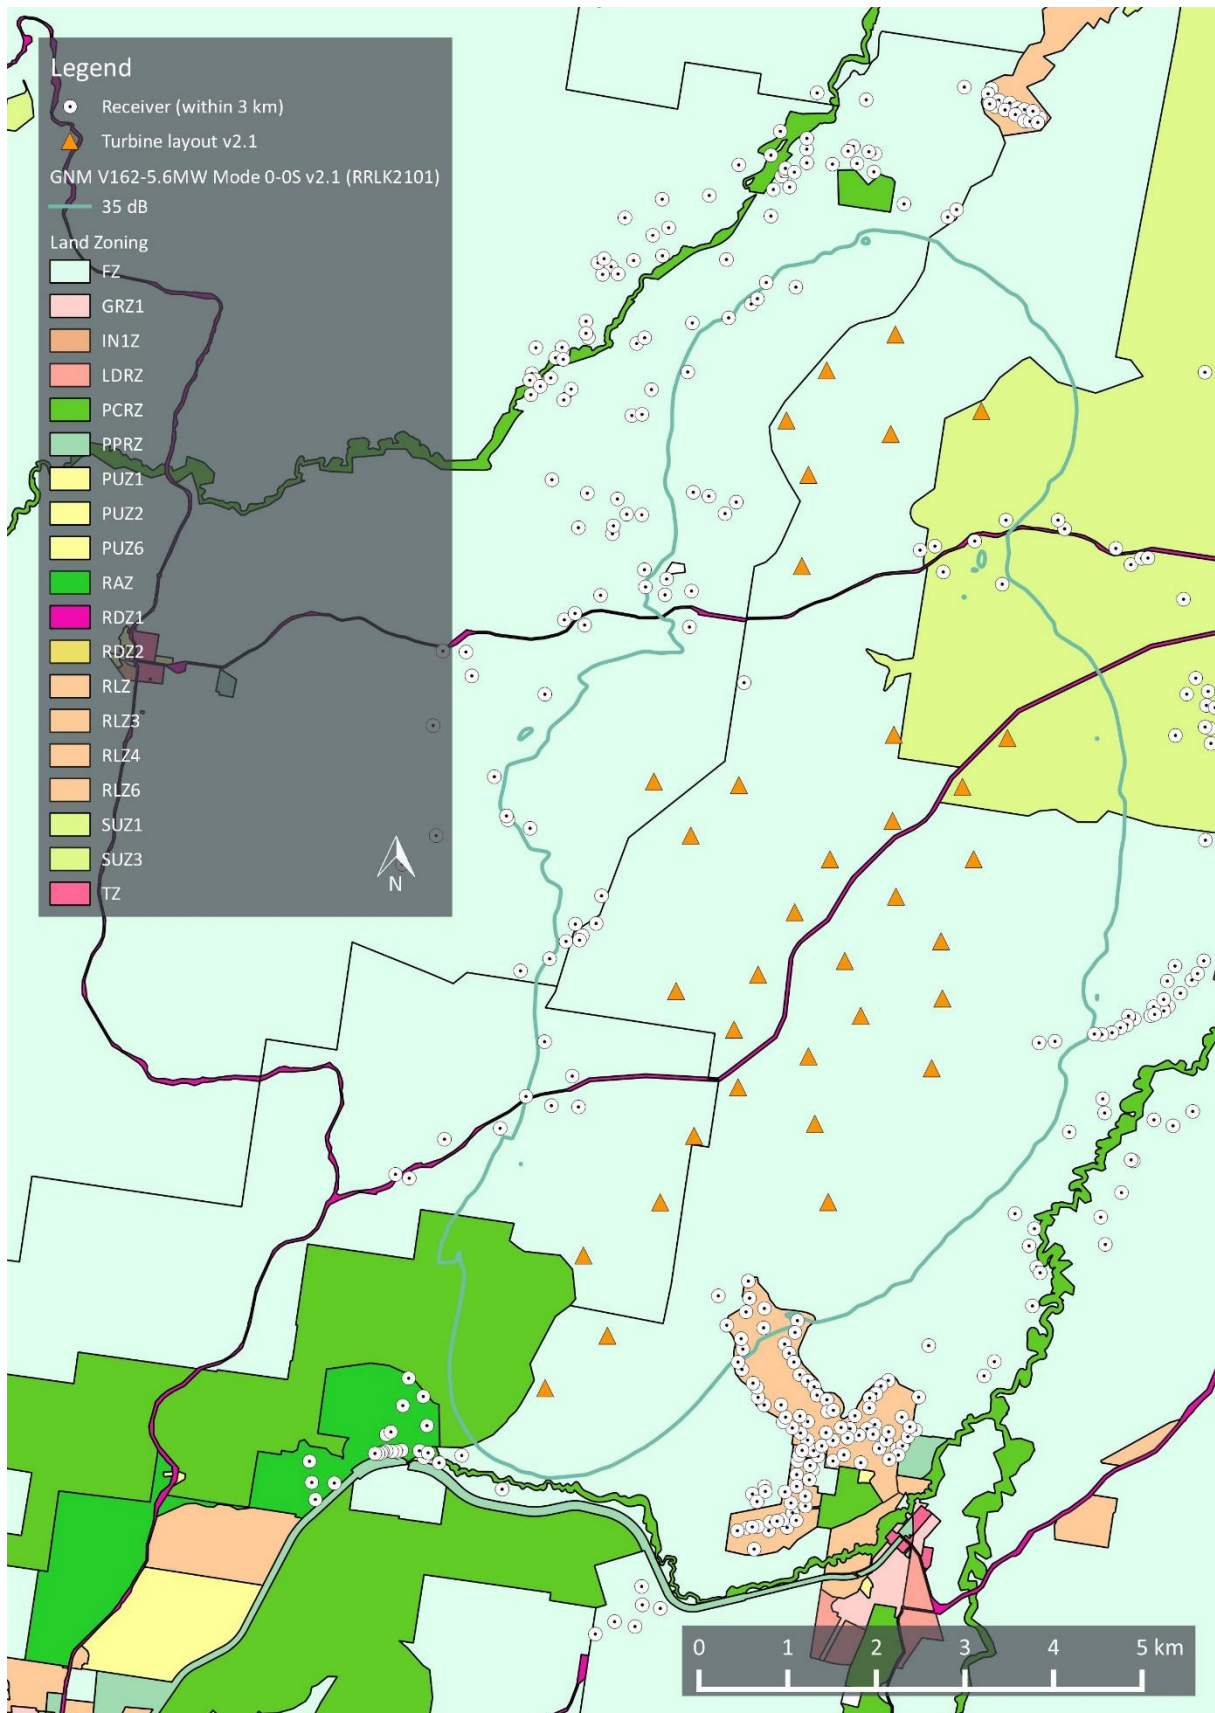 Legend
Receiver (within 3 km)
Turbine layout v2.1
GNM V162-5.6MW Mode 0-0S v2.1 (RRLK2101)
35 dB
Land Zoning
FZ
GRZ1
IN1Z
LDRZ
PCRZ
PPRZ
PUZ1
PUZ2
PUZ6
RAZ
RDZ1
RDZ2
RLZ
RLZ3
RLZ4
RLZ6
SUZ1
SUZ3
TZ
N
0 1 2 3 4 5 km